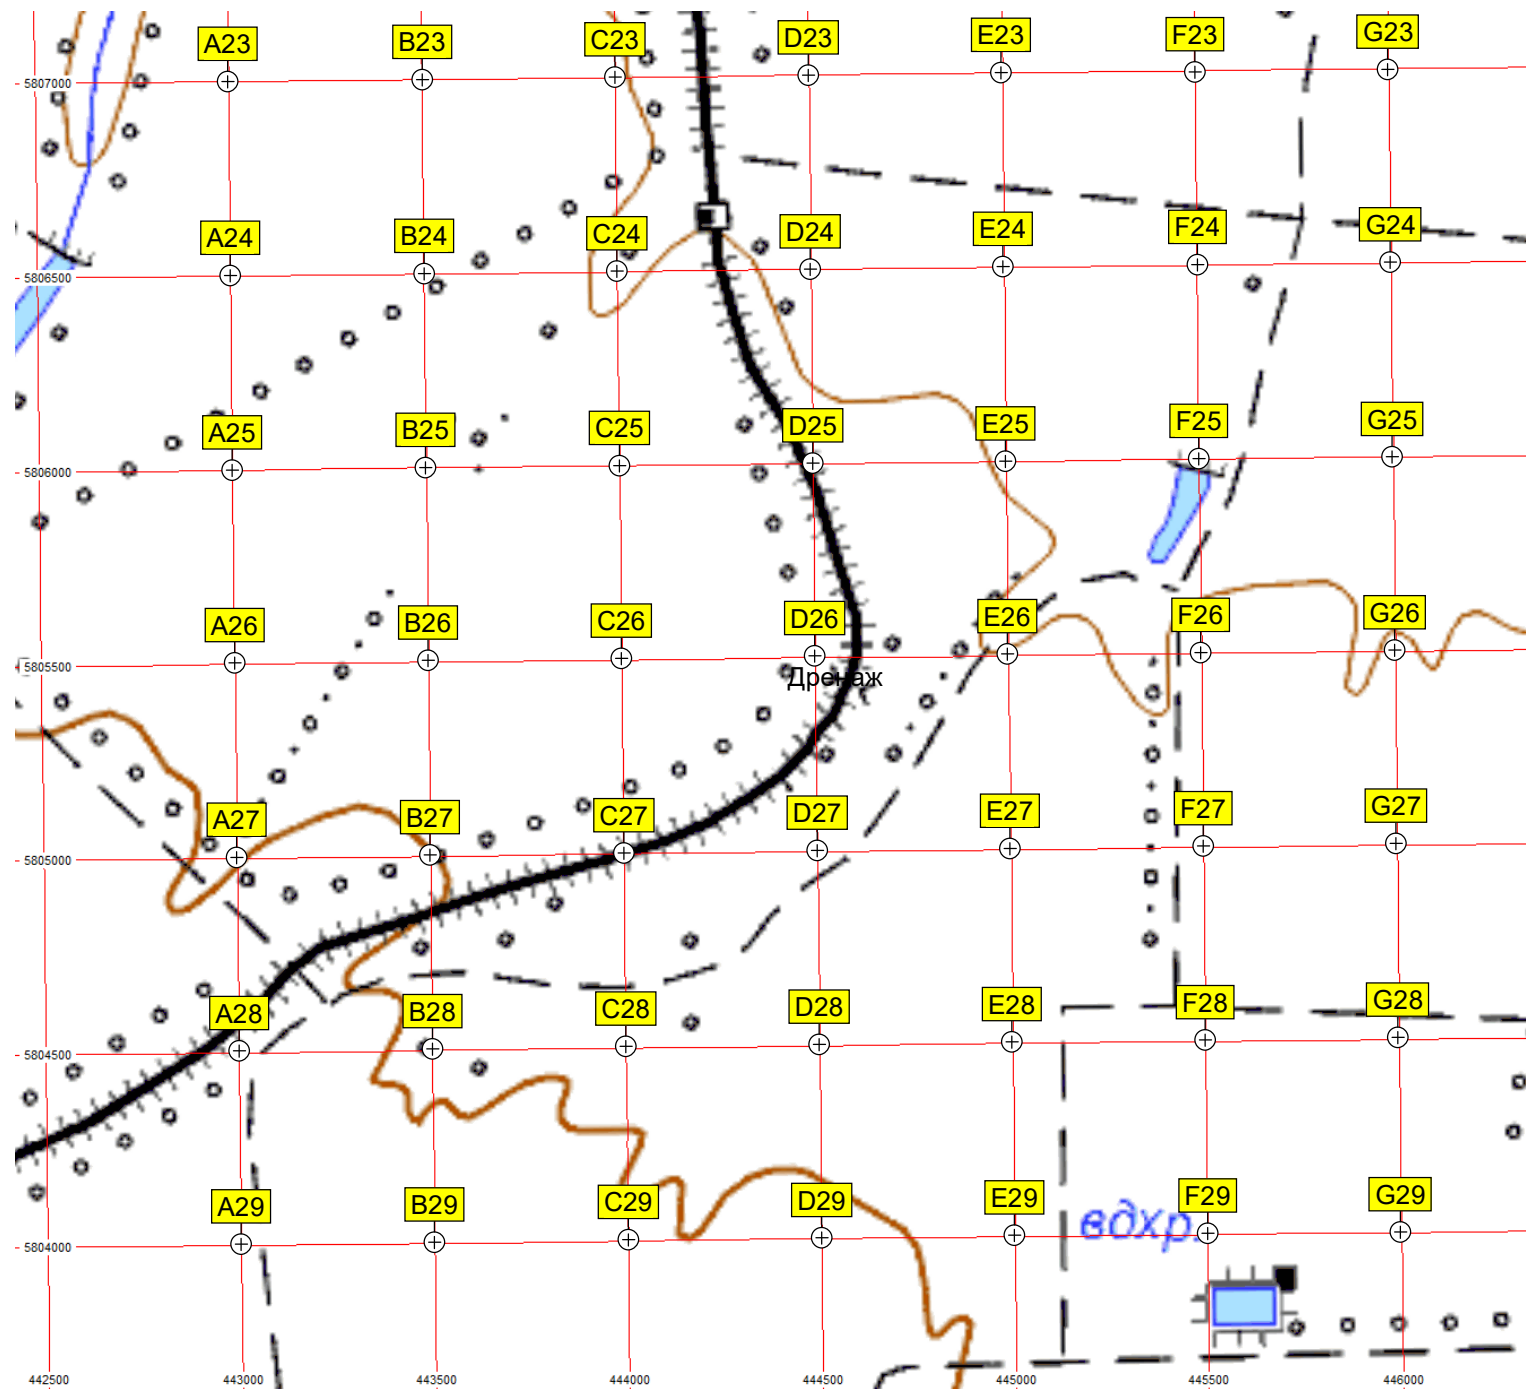 A23 B23 C23 D23 E23 F23 G23
5807000
A24 B24 C24 D24 E24 F24 G24
5806500
A25 B25 C25 D25 E25 F25 G25
5806000
A26 B26 C26 D26 E26 F26 G26
5805500
Дренаж
A27 B27 C27 D27 E27 F27 G27
5805000
A28 B28 C28 D28 E28 F28 G28
5804500
A29 B29 C29 D29 E29 F29 G29
вдхр.
5804000
442500 443000 443500 444000 444500 445000 445500 446000